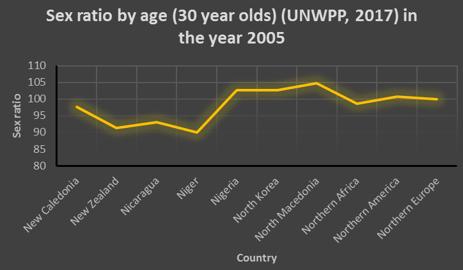 Sex ratio by age (30 year olds) (UNWPP, 2017) in
the year 2005
110
105
100
95
90
85
80
Sex ratio
New Caledonia
New Zealand
Nicaragua
Niger
Nigeria
North Korea
North Macedonia
Northern Africa
Northern America
Northern Europe
Country